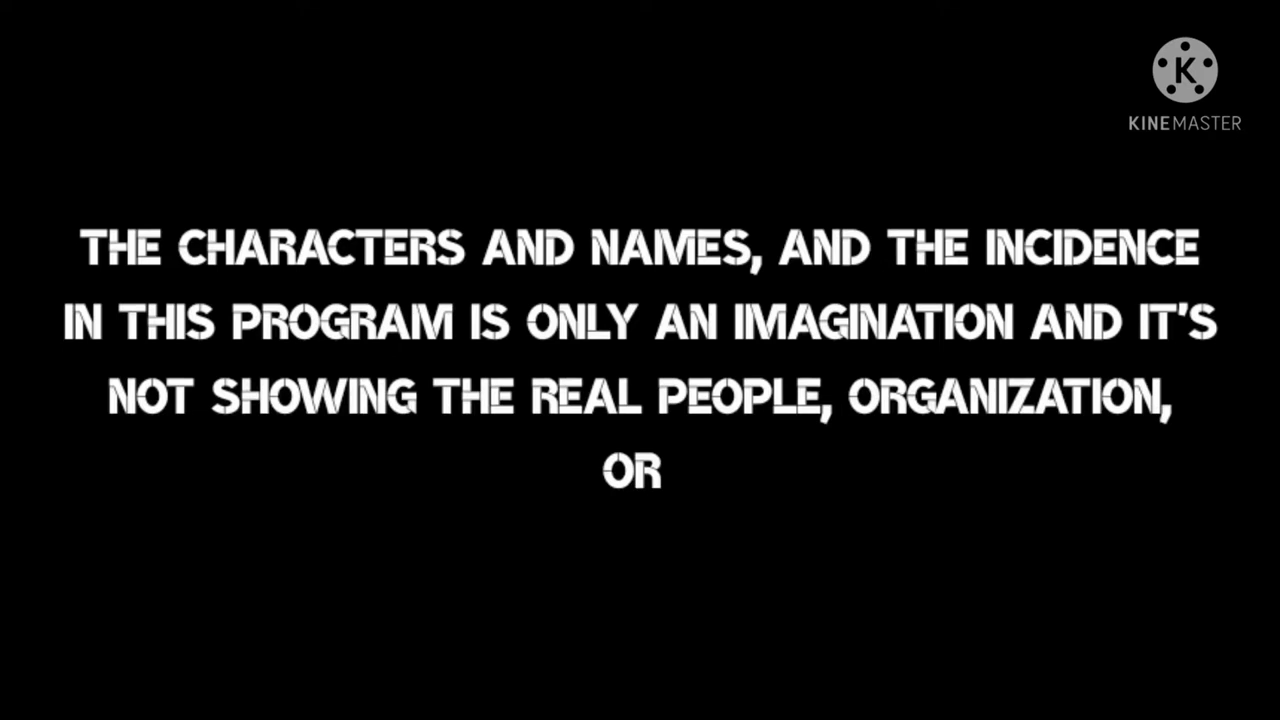 K
KINEMASTER
THE CHARACTERS AND NAMES, AND THE INCIDENCE
IN THIS PROGRAM IS ONLY AN IMAGINATION AND IT'S
NOT SHOWING THE REAL PEOPLE, ORGANIZATION,
OR